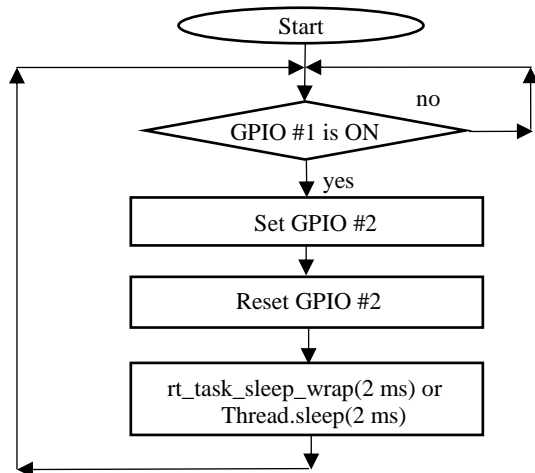 Start
no
GPIO #1 is ON
yes
Set GPIO #2
Reset GPIO #2
rt_task_sleep_wrap(2 ms) or
Thread.sleep(2 ms)